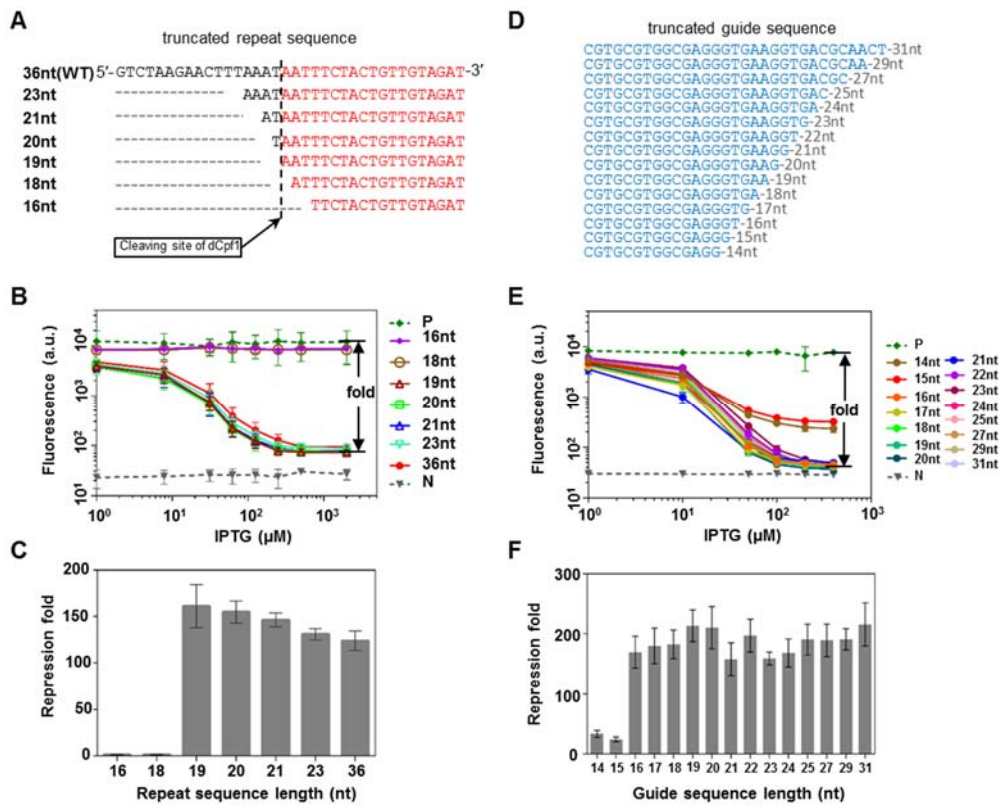 A
truncated repeat sequence
36nt(WT) 5′-GTCTAAGAACTTTAAATAATTTCTACTGTTGTAGAT-3′
23nt AAATAATTTCTACTGTTGTAGAT
21nt ATAATTTCTACTGTTGTAGAT
20nt TAATTTCTACTGTTGTAGAT
19nt AATTTCTACTGTTGTAGAT
18nt ATTTCTACTGTTGTAGAT
16nt TTCTACTGTTGTAGAT
Cleaving site of dCpf1
D
truncated guide sequence
CGTGCGTGGCGAGGGTGAAGGTGACGCAACT-31nt
CGTGCGTGGCGAGGGTGAAGGTGACGCAA-29nt
CGTGCGTGGCGAGGGTGAAGGTGACGC-27nt
CGTGCGTGGCGAGGGTGAAGGTGAC-25nt
CGTGCGTGGCGAGGGTGAAGGTGA-24nt
CGTGCGTGGCGAGGGTGAAGGTG-23nt
CGTGCGTGGCGAGGGTGAAGGT-22nt
CGTGCGTGGCGAGGGTGAAGG-21nt
CGTGCGTGGCGAGGGTGAAG-20nt
CGTGCGTGGCGAGGGTGAA-19nt
CGTGCGTGGCGAGGGTGA-18nt
CGTGCGTGGCGAGGGTG-17nt
CGTGCGTGGCGAGGGT-16nt
CGTGCGTGGCGAGGG-15nt
CGTGCGTGGCGAGG-14nt
B
Fluorescence (a.u.)
10⁴
10³
10²
10¹
10⁰ 10¹ 10² 10³
IPTG (μM)
fold
P
16nt
18nt
19nt
20nt
21nt
23nt
36nt
N
E
Fluorescence (a.u.)
10⁴
10³
10²
10¹
10⁰ 10¹ 10² 10³
IPTG (μM)
fold
P
14nt 21nt
15nt 22nt
16nt 23nt
17nt 24nt
18nt 25nt
19nt 27nt
20nt 29nt
N 31nt
C
Repression fold
200
150
100
50
0
16 18 19 20 21 23 36
Repeat sequence length (nt)
F
Repression fold
300
200
100
0
14 15 16 17 18 19 20 21 22 23 24 25 27 29 31
Guide sequence length (nt)